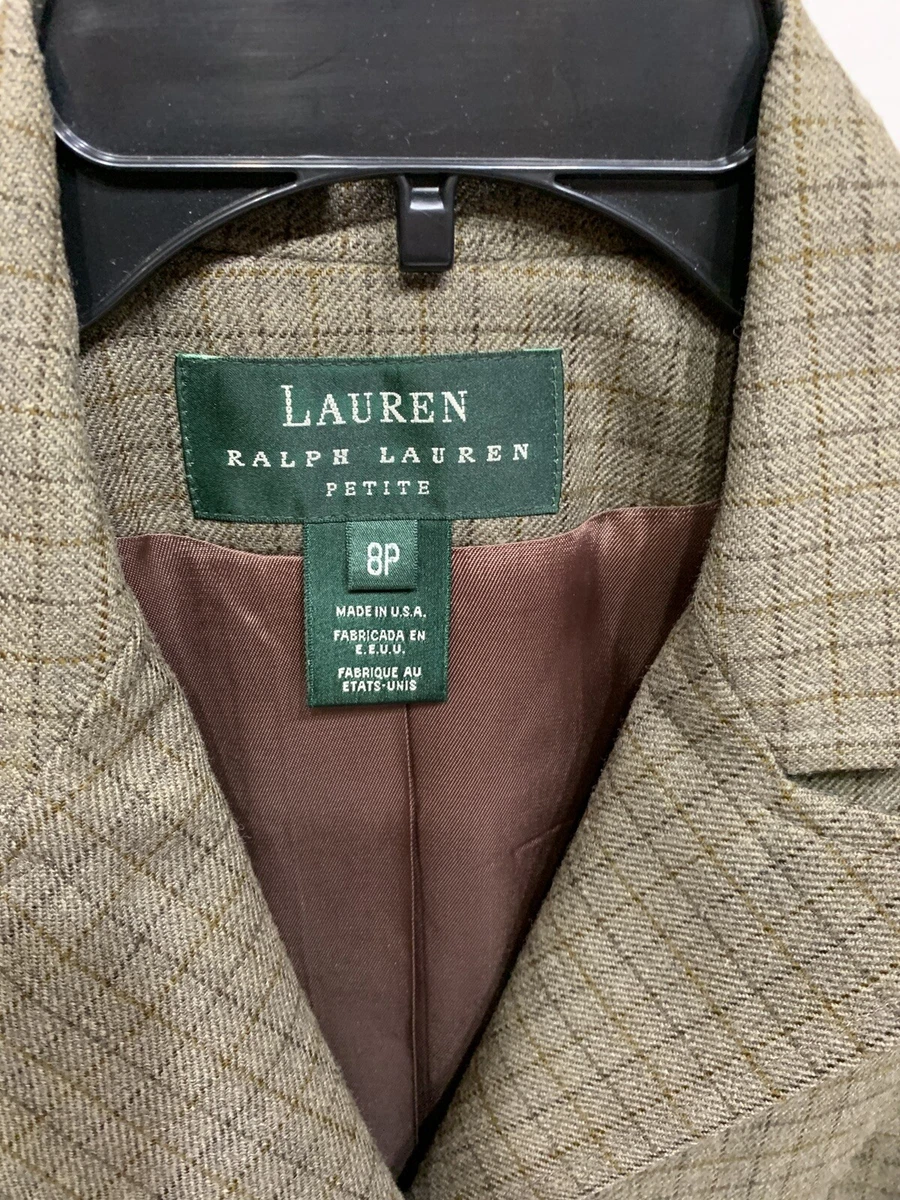 LAUREN
RALPH LAUREN
PETITE
8P
MADE IN U.S.A.
FABRICADA EN
E.E.U.U.
FABRIQUE AU
ETATS-UNIS